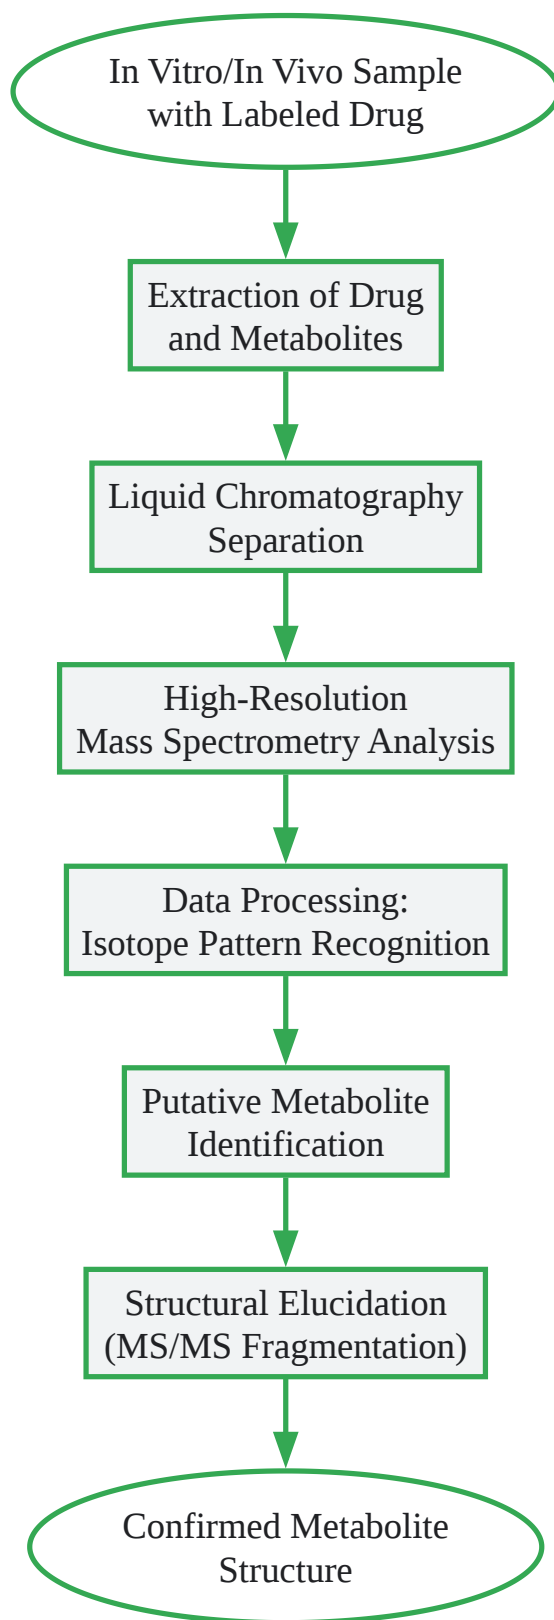 In Vitro/In Vivo Sample
with Labeled Drug
Extraction of Drug
and Metabolites
Liquid Chromatography
Separation
High-Resolution
Mass Spectrometry Analysis
Data Processing:
Isotope Pattern Recognition
Putative Metabolite
Identification
Structural Elucidation
(MS/MS Fragmentation)
Confirmed Metabolite
Structure